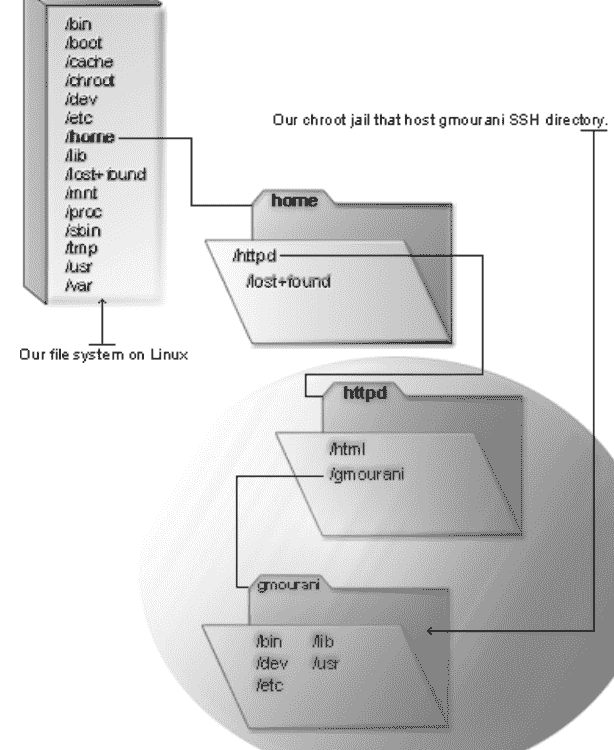 /bin
/boot
/cache
/chroot
/dev
/etc
/home
/lib
/lost+found
/mnt
/proc
/sbin
/tmp
/usr
/var
Our file system on Linux
Our chroot jail that host gmourani SSH directory.
home
/httpd
/lost+found
httpd
/html
/gmourani
gmourani
/bin /lib
/dev /usr
/etc